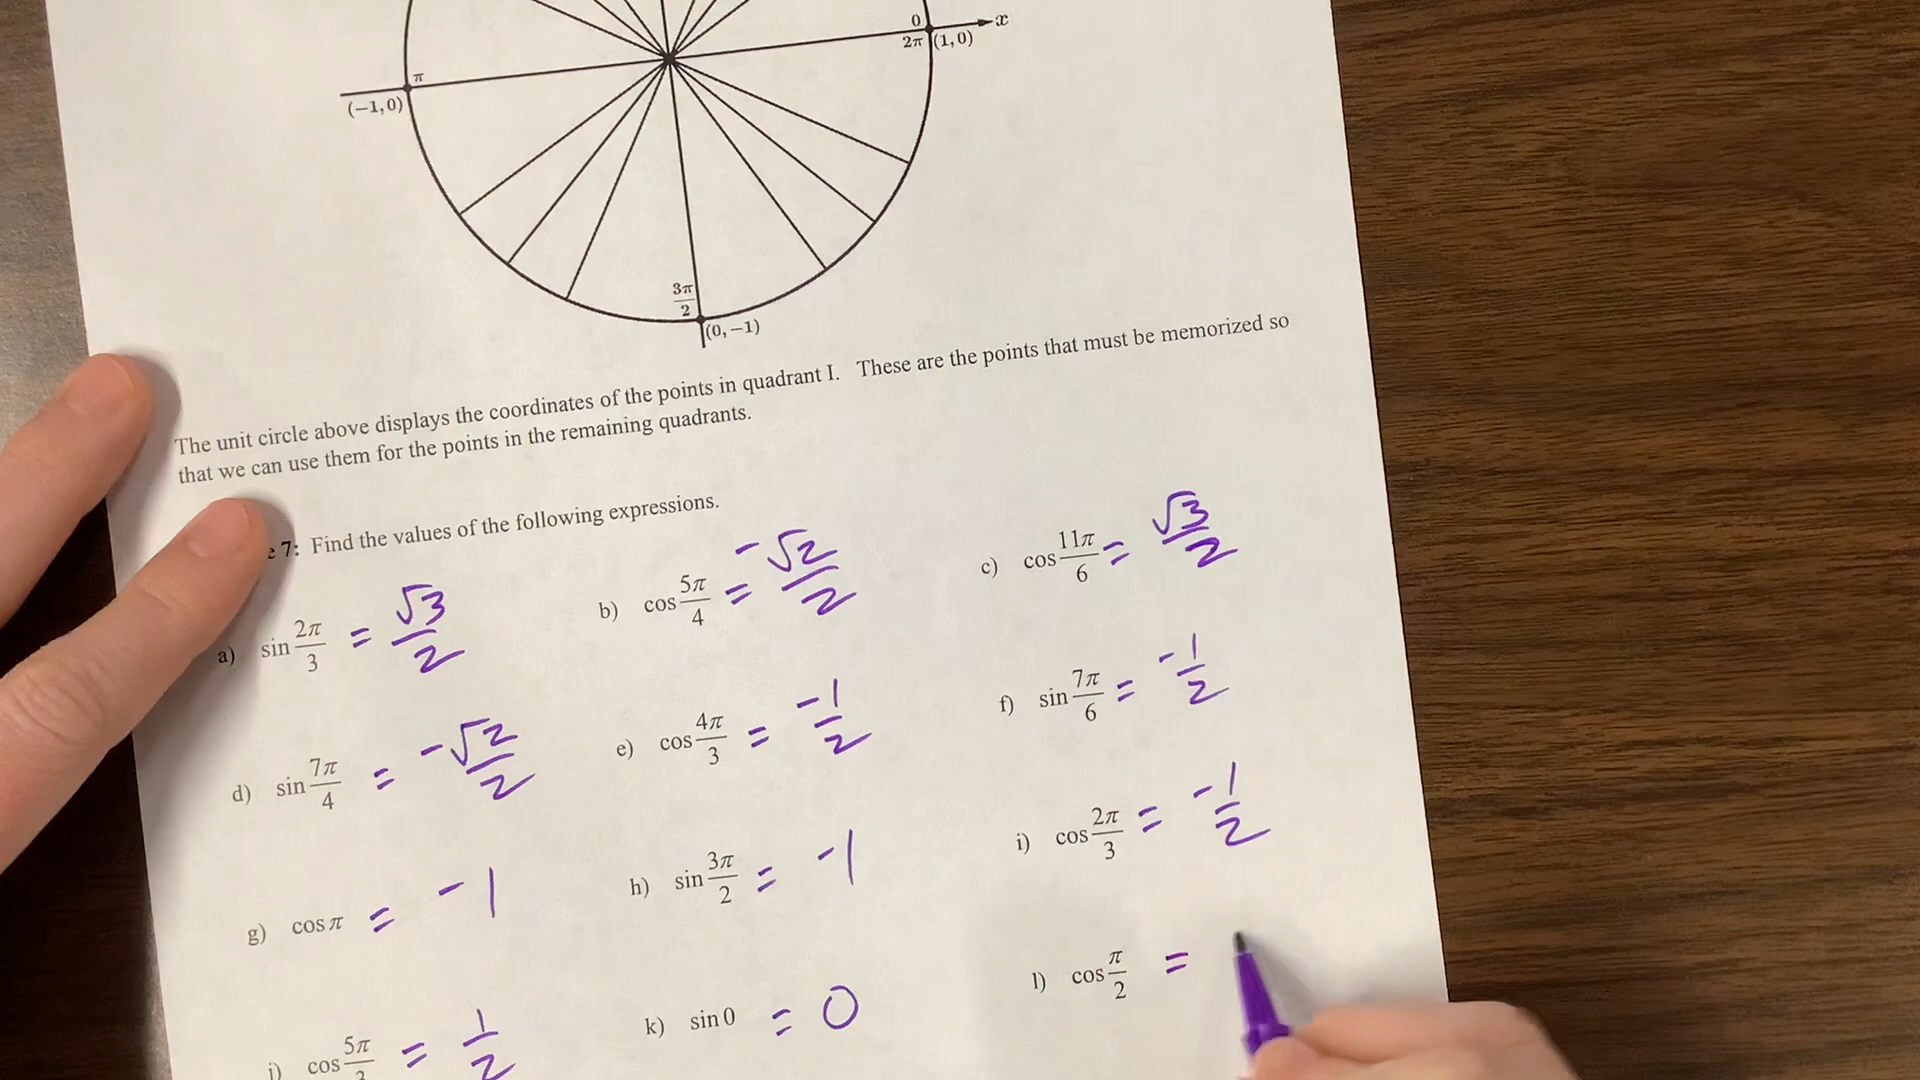 0 x
2π (1, 0)
π
(−1, 0)
3π/2
(0, −1)
The unit circle above displays the coordinates of the points in quadrant I. These are the points that must be memorized so
that we can use them for the points in the remaining quadrants.
7: Find the values of the following expressions.
a) sin 2π/3 = √3/2
b) cos 5π/4 = -√2/2
c) cos 11π/6 = √3/2
d) sin 7π/4 = -√2/2
e) cos 4π/3 = -1/2
f) sin 7π/6 = -1/2
g) cos π = -1
h) sin 3π/2 = -1
i) cos 2π/3 = -1/2
j) cos 5π/3 = 1/2
k) sin 0 = 0
l) cos π/2 =